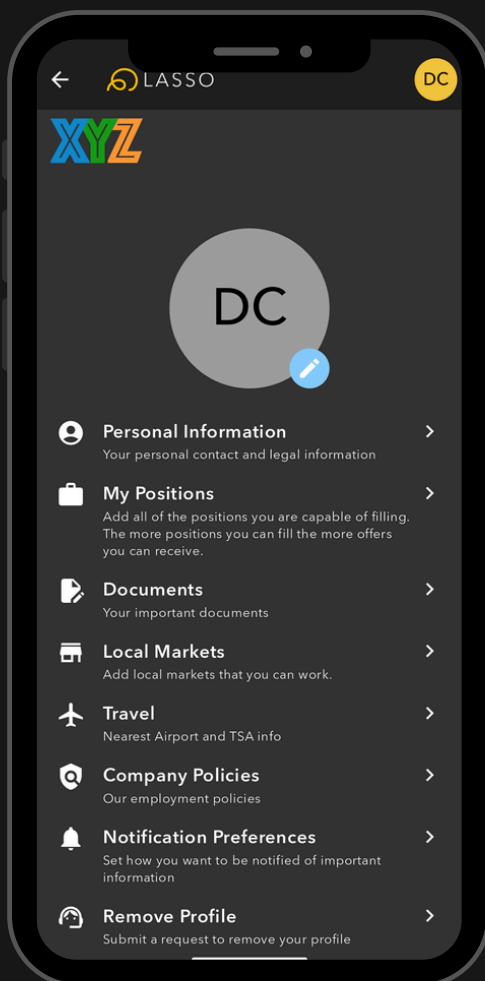 LASSO
DC
XYZ
DC
Personal Information
Your personal contact and legal information
My Positions
Add all of the positions you are capable of filling.
The more positions you can fill the more offers
you can receive.
Documents
Your important documents
Local Markets
Add local markets that you can work.
Travel
Nearest Airport and TSA info
Company Policies
Our employment policies
Notification Preferences
Set how you want to be notified of important
information
Remove Profile
Submit a request to remove your profile